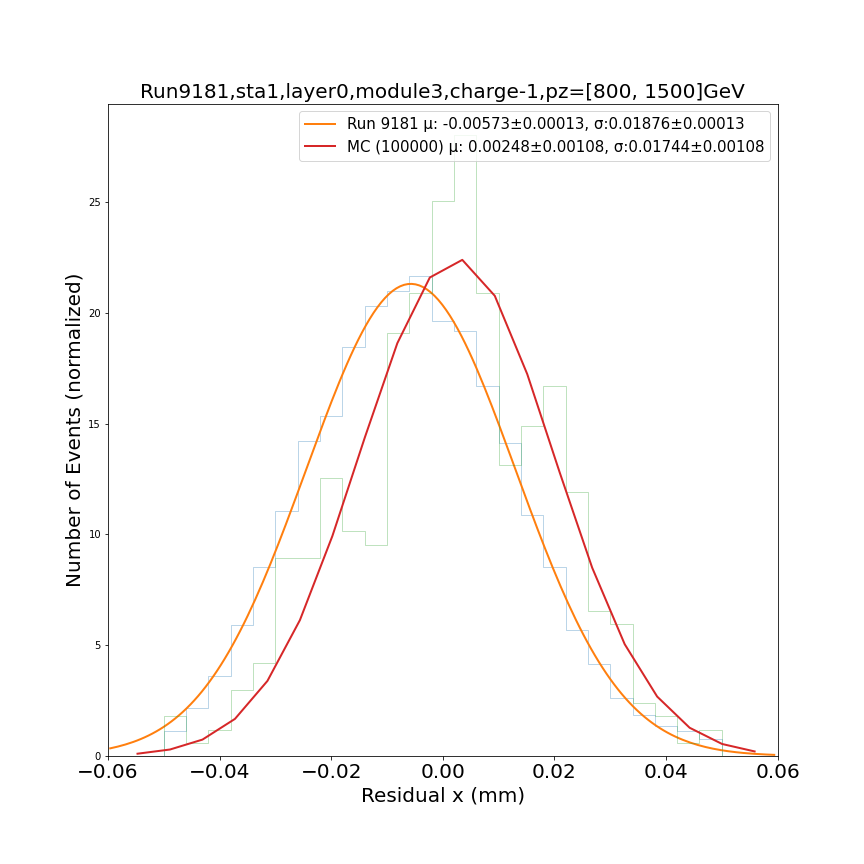 Run9181,sta1,layer0,module3,charge-1,pz=[800, 1500]GeV
Run 9181 μ: -0.00573±0.00013, σ:0.01876±0.00013
MC (100000) μ: 0.00248±0.00108, σ:0.01744±0.00108
Number of Events (normalized)
25
20
15
10
5
0
−0.06 −0.04 −0.02 0.00 0.02 0.04 0.06
Residual x (mm)